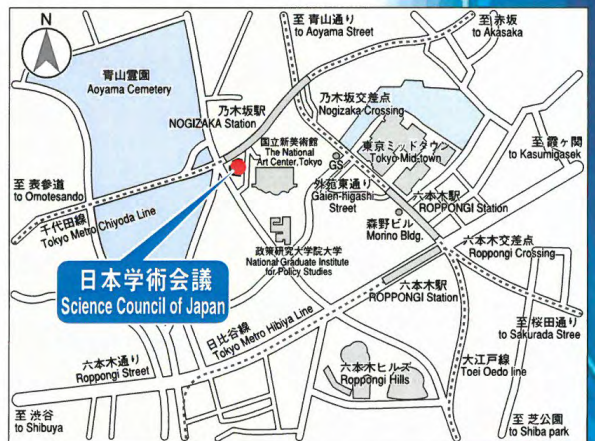 N
至 青山通り
to Aoyama Street
至 赤坂
to Akasaka
青山霊園
Aoyama Cemetery
乃木坂駅
NOGIZAKA Station
乃木坂交差点
Nogizaka Crossing
国立新美術館
The National
Art Center,Tokyo
GS
東京ミッドタウン
Tokyo Mid-town
至 霞ヶ関
to Kasumigasek
至 表参道
to Omotesando
外苑東通り
Gaien-higashi
Street
六本木駅
ROPPONGI Station
千代田線
Tokyo Metro Chiyoda Line
森野ビル
Morino Bldg.
政策研究大学院大学
National Graduate Institute
for Policy Studies
六本木交差点
Roppongi Crossing
日本学術会議
Science Council of Japan
六本木駅
ROPPONGI Station
日比谷線
Tokyo Metro Hibiya Line
至 桜田通り
to Sakurada Stree
六本木通り
Roppongi Street
六本木ヒルズ
Roppongi Hills
大江戸線
Toei Oedo line
至 渋谷
to Shibuya
至 芝公園
to Shiba park